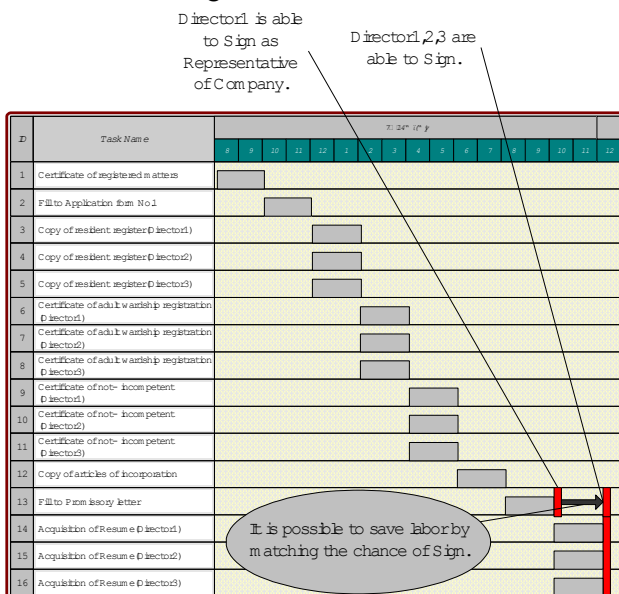 Director1 is able
to Sign as
Representative
of Company.
Director1,2,3 are
able to Sign.
ID
Task Name
8 9 10 11 12 1 2 3 4 5 6 7 8 9 10 11 12
1 Certificate of registered matters
2 Fill to Application form No.1
3 Copy of resident register(Director1)
4 Copy of resident register(Director2)
5 Copy of resident register(Director3)
6 Certificate of adult wardship registration
(Director1)
7 Certificate of adult wardship registration
(Director2)
8 Certificate of adult wardship registration
(Director3)
9 Certificate of not- incompetent
(Director1)
10 Certificate of not- incompetent
(Director2)
11 Certificate of not- incompetent
(Director3)
12 Copy of articles of incorporation
13 Fill to Promissory letter
14 Acquisition of Resume(Director1)
15 Acquisition of Resume(Director2)
16 Acquisition of Resume(Director3)
It is possible to save labor by
matching the chance of Sign.